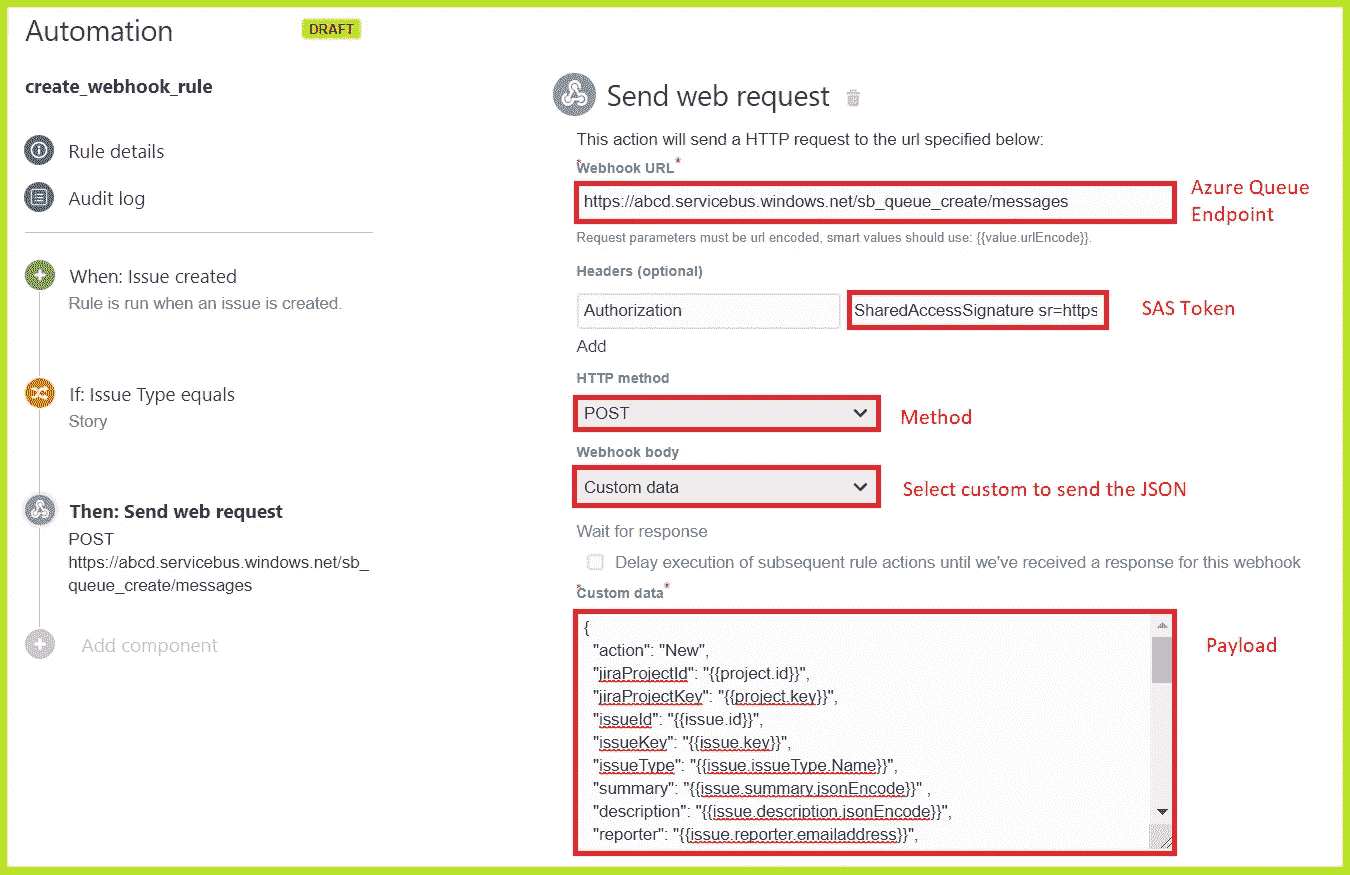 Automation
DRAFT
create_webhook_rule
Rule details
Audit log
When: Issue created
Rule is run when an issue is created.
If: Issue Type equals
Story
Then: Send web request
POST
https://abcd.servicebus.windows.net/sb_
queue_create/messages
Add component
Send web request
This action will send a HTTP request to the url specified below:
Webhook URL*
https://abcd.servicebus.windows.net/sb_queue_create/messages
Azure Queue
Endpoint
Request parameters must be url encoded, smart values should use: {{value.urlEncode}}.
Headers (optional)
Authorization
SharedAccessSignature sr=https
SAS Token
Add
HTTP method
POST
Method
Webhook body
Custom data
Select custom to send the JSON
Wait for response
Delay execution of subsequent rule actions until we've received a response for this webhook
Custom data*
{
"action": "New",
"jiraProjectId": "{{project.id}}",
"jiraProjectKey": "{{project.key}}",
"issueId": "{{issue.id}}",
"issueKey": "{{issue.key}}",
"issueType": "{{issue.issueType.Name}}",
"summary": "{{issue.summary.jsonEncode}}" ,
"description": "{{issue.description.jsonEncode}}",
"reporter": "{{issue.reporter.emailaddress}}",
Payload